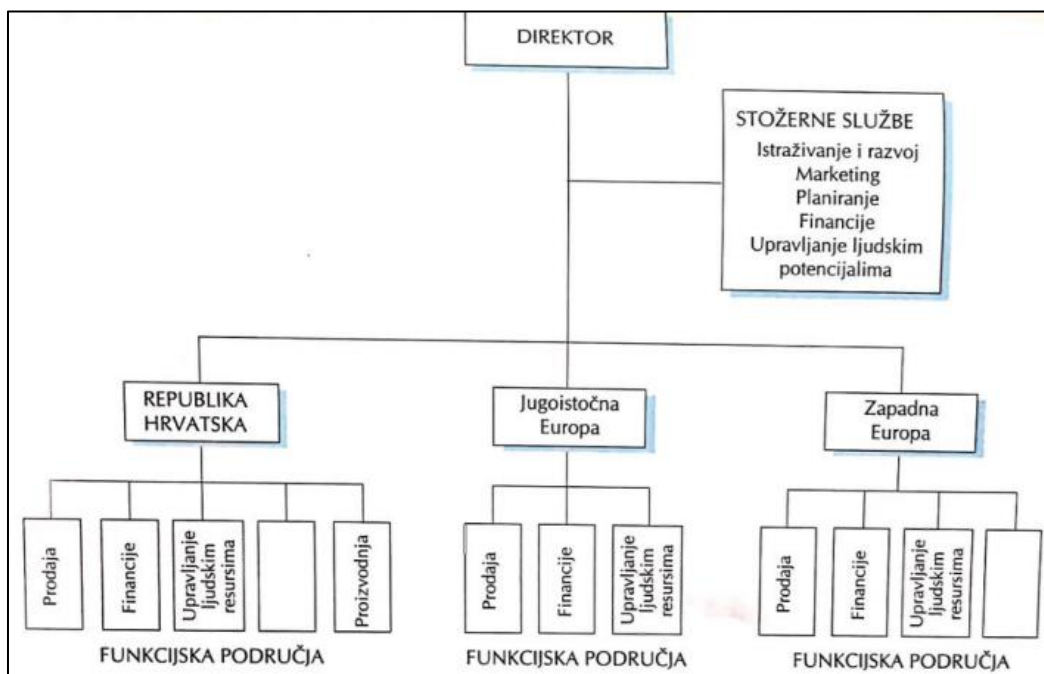 DIREKTOR
STOŽERNE SLUŽBE
Istraživanje i razvoj
Marketing
Planiranje
Financije
Upravljanje ljudskim
potencijalima
REPUBLIKA
HRVATSKA
Jugoistočna
Europa
Zapadna
Europa
Prodaja
Financije
Upravljanje
ljudskim
resursima
Proizvodnja
Prodaja
Financije
Upravljanje
ljudskim
resursima
Prodaja
Financije
Upravljanje
ljudskim
resursima
FUNKCIJSKA PODRUČJA
FUNKCIJSKA PODRUČJA
FUNKCIJSKA PODRUČJA